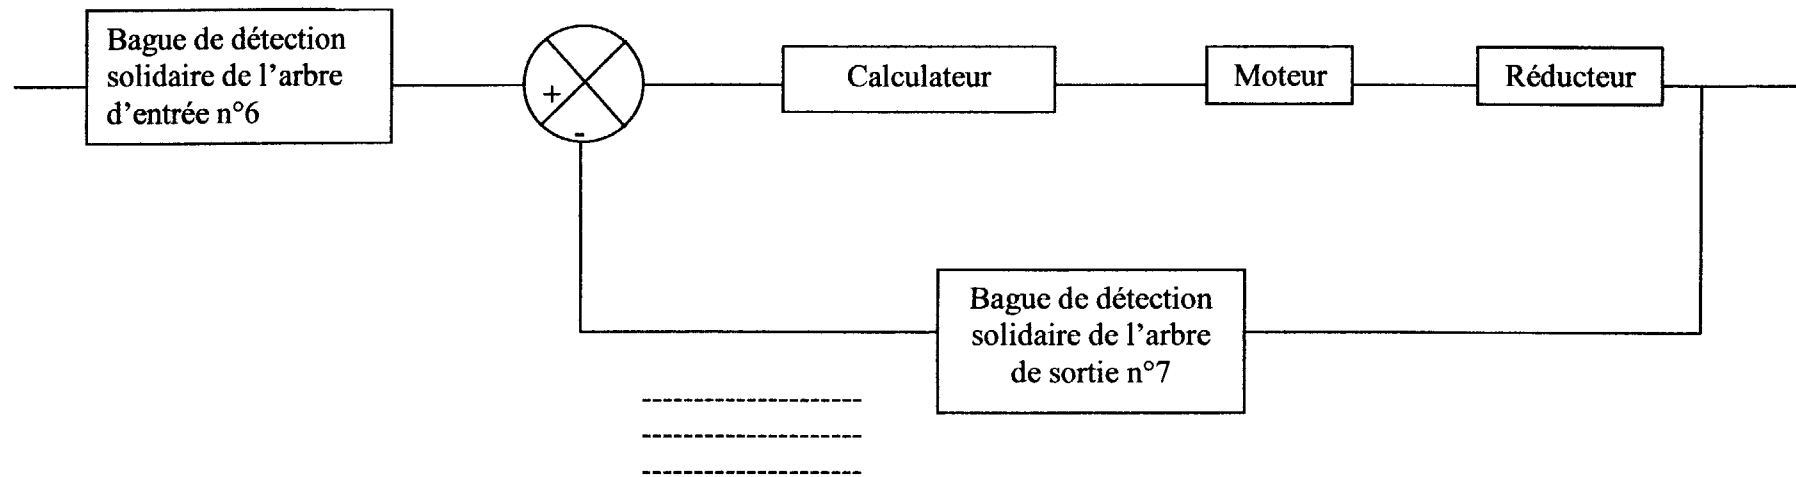 Bague de détection
solidaire de l’arbre
d’entrée n°6
+
-
Calculateur
Moteur
Réducteur
Bague de détection
solidaire de l’arbre
de sortie n°7